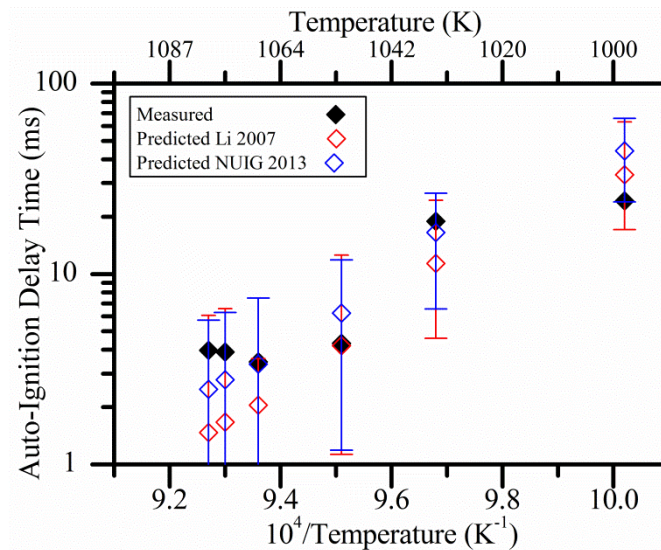 Temperature (K)
1087 1064 1042 1020 1000
100
10
1
Auto-Ignition Delay Time (ms)
Measured
Predicted Li 2007
Predicted NUIG 2013
9.2 9.4 9.6 9.8 10.0
10⁴/Temperature (K⁻¹)